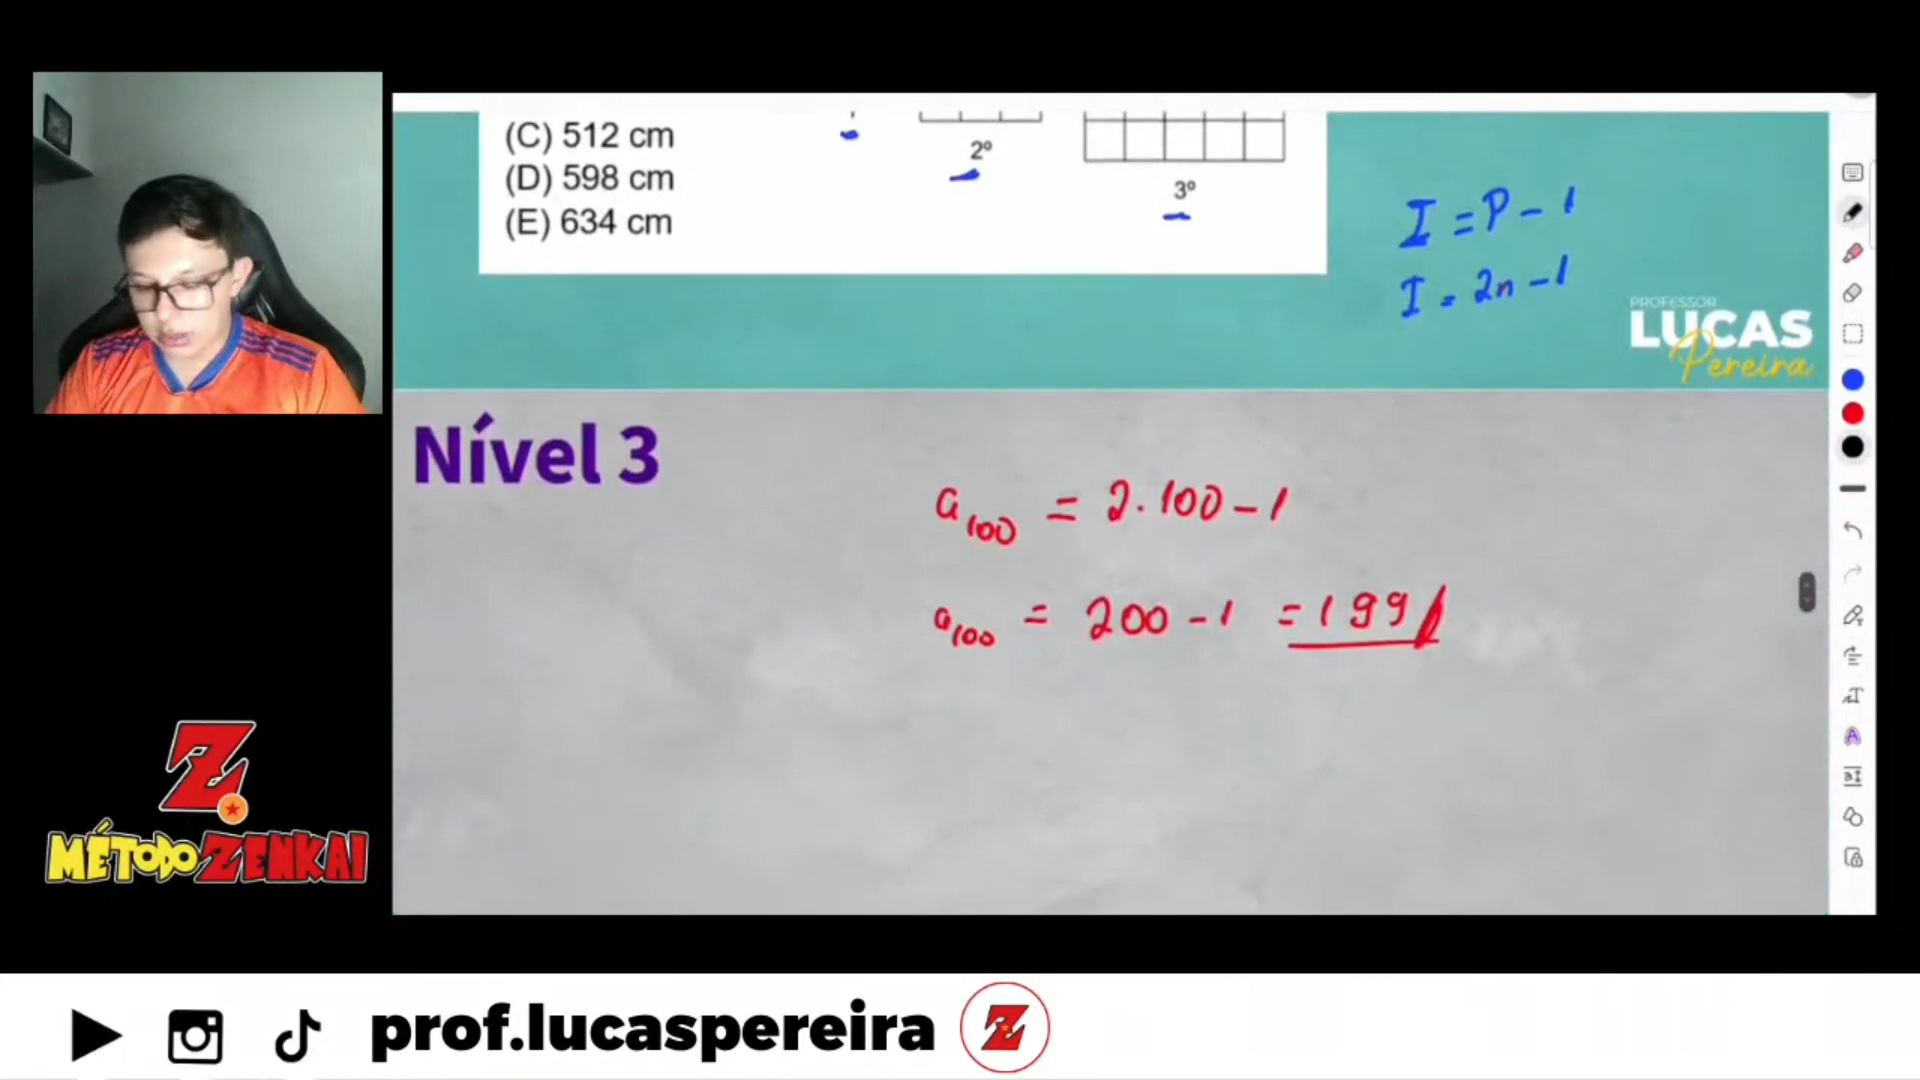 (C) 512 cm
(D) 598 cm
(E) 634 cm
2º
3º
I = P - 1
I = 2n - 1
PROFESSOR
LUCAS
Pereira
Nível 3
a₁₀₀ = 2.100 - 1
a₁₀₀ = 200 - 1 = 199
Z
MÉTODO ZENKAI
prof.lucaspereira
Z